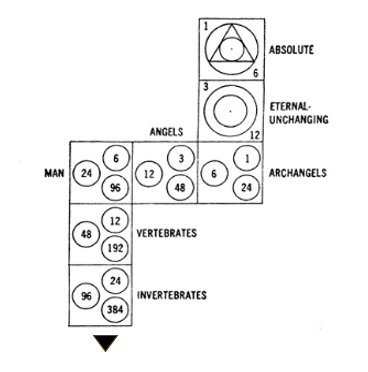 1
ABSOLUTE
6
3
ETERNAL-
UNCHANGING
12
ANGELS
MAN
24
6
96
12
3
48
6
1
24
ARCHANGELS
48
12
192
VERTEBRATES
96
24
384
INVERTEBRATES